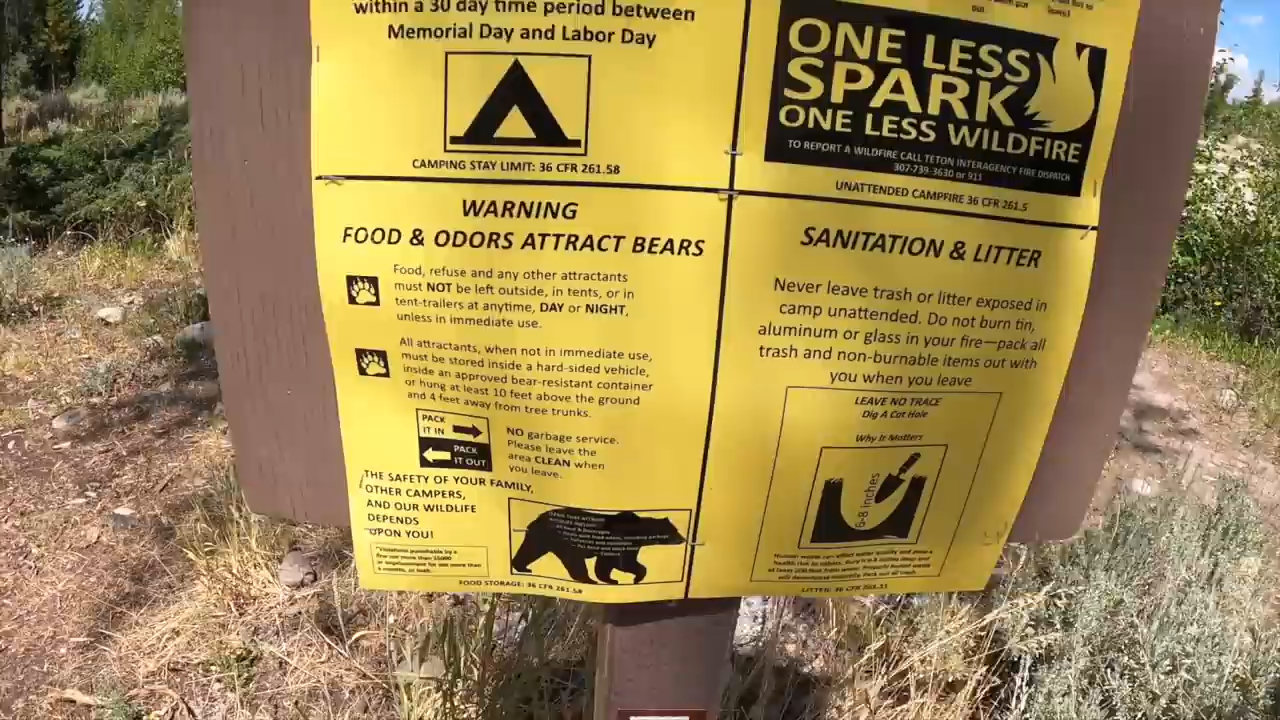 within a 30 day time period between
Memorial Day and Labor Day
CAMPING STAY LIMIT: 36 CFR 261.58
ONE LESS
SPARK
ONE LESS WILDFIRE
TO REPORT A WILDFIRE CALL TETON INTERAGENCY FIRE DISPATCH
307-739-3630 or 911
UNATTENDED CAMPFIRE 36 CFR 261.5
WARNING
FOOD & ODORS ATTRACT BEARS
Food, refuse and any other attractants
must NOT be left outside, in tents, or in
tent-trailers at anytime, DAY or NIGHT,
unless in immediate use.
All attractants, when not in immediate use,
must be stored inside a hard-sided vehicle,
inside an approved bear-resistant container
or hung at least 10 feet above the ground
and 4 feet away from tree trunks.
PACK
IT IN
PACK
IT OUT
NO garbage service.
Please leave the
area CLEAN when
you leave.
THE SAFETY OF YOUR FAMILY,
OTHER CAMPERS,
AND OUR WILDLIFE
DEPENDS
UPON YOU!
FOOD STORAGE: 36 CFR 261.58
SANITATION & LITTER
Never leave trash or litter exposed in
camp unattended. Do not burn tin,
aluminum or glass in your fire—pack all
trash and non-burnable items out with
you when you leave
LEAVE NO TRACE
Dig A Cat Hole
Why It Matters
6-8 inches
LITTER: 36 CFR 261.11